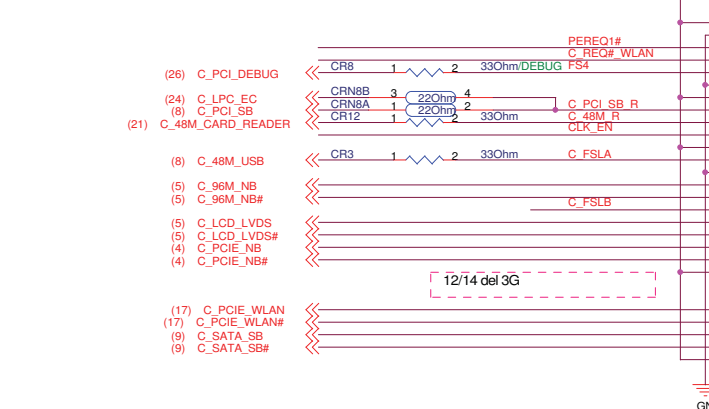 PEREQ1#
C_REQ#_WLAN
(26) C_PCI_DEBUG CR8 1 2 33Ohm/DEBUG FS4
CRN8B 3 4
(24) C_LPC_EC 22Ohm
(8) C_PCI_SB CRN8A 1 2 C_PCI_SB_R
22Ohm
(21) C_48M_CARD_READER CR12 1 2 33Ohm C_48M_R
CLK_EN
(8) C_48M_USB CR3 1 2 33Ohm C_FSLA
(5) C_96M_NB
(5) C_96M_NB#
C_FSLB
(5) C_LCD_LVDS
(5) C_LCD_LVDS#
(4) C_PCIE_NB
(4) C_PCIE_NB#
12/14 del 3G
(17) C_PCIE_WLAN
(17) C_PCIE_WLAN#
(9) C_SATA_SB
(9) C_SATA_SB#